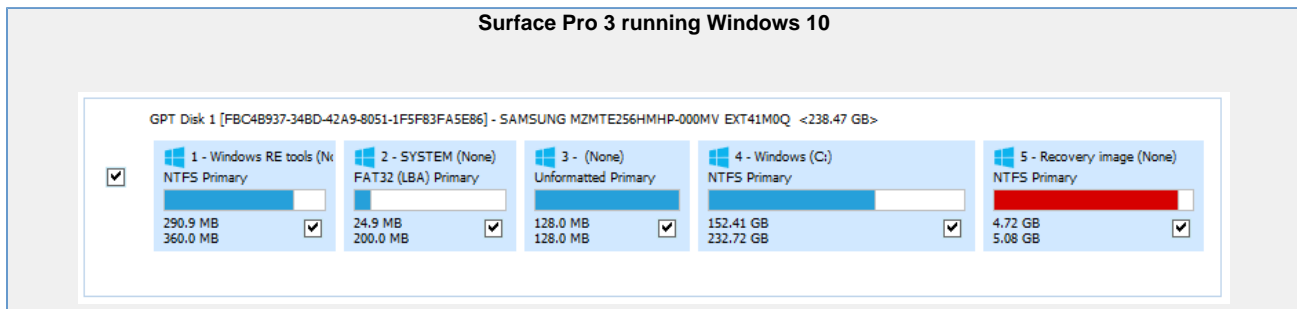 Surface Pro 3 running Windows 10
GPT Disk 1 [FBC4B937-34BD-42A9-8051-1F5F83FA5E86] - SAMSUNG MZMTE256HMHP-000MV EXT41M0Q <238.47 GB>
1 - Windows RE tools (No
NTFS Primary
290.9 MB
360.0 MB
2 - SYSTEM (None)
FAT32 (LBA) Primary
24.9 MB
200.0 MB
3 - (None)
Unformatted Primary
128.0 MB
128.0 MB
4 - Windows (C:)
NTFS Primary
152.41 GB
232.72 GB
5 - Recovery image (None)
NTFS Primary
4.72 GB
5.08 GB